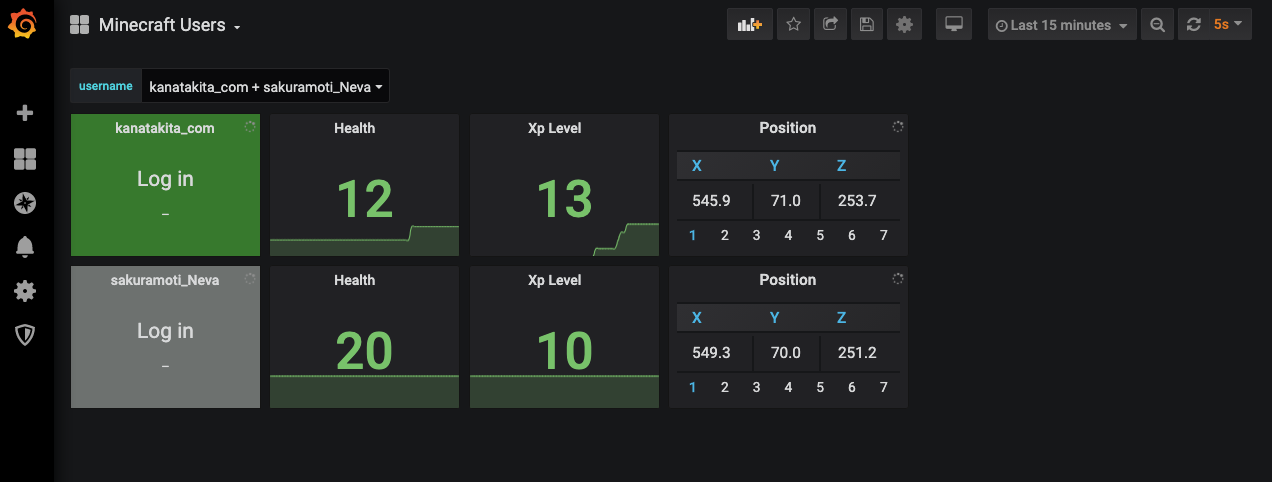 Minecraft Users
Last 15 minutes
5s
username
kanatakita_com + sakuramoti_Neva
kanatakita_com
Log in
–
Health
12
Xp Level
13
Position
X Y Z
545.9 71.0 253.7
1 2 3 4 5 6 7
sakuramoti_Neva
Log in
–
Health
20
Xp Level
10
Position
X Y Z
549.3 70.0 251.2
1 2 3 4 5 6 7